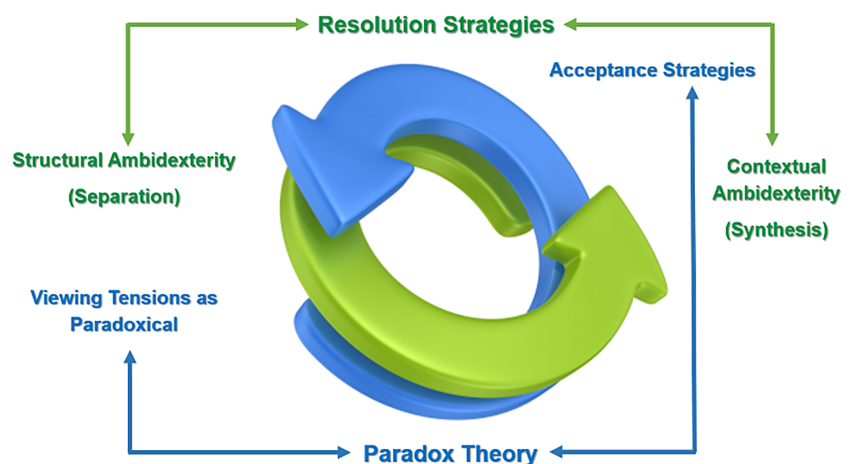 Resolution Strategies
Acceptance Strategies
Structural Ambidexterity
(Separation)
Contextual
Ambidexterity
(Synthesis)
Viewing Tensions as
Paradoxical
Paradox Theory